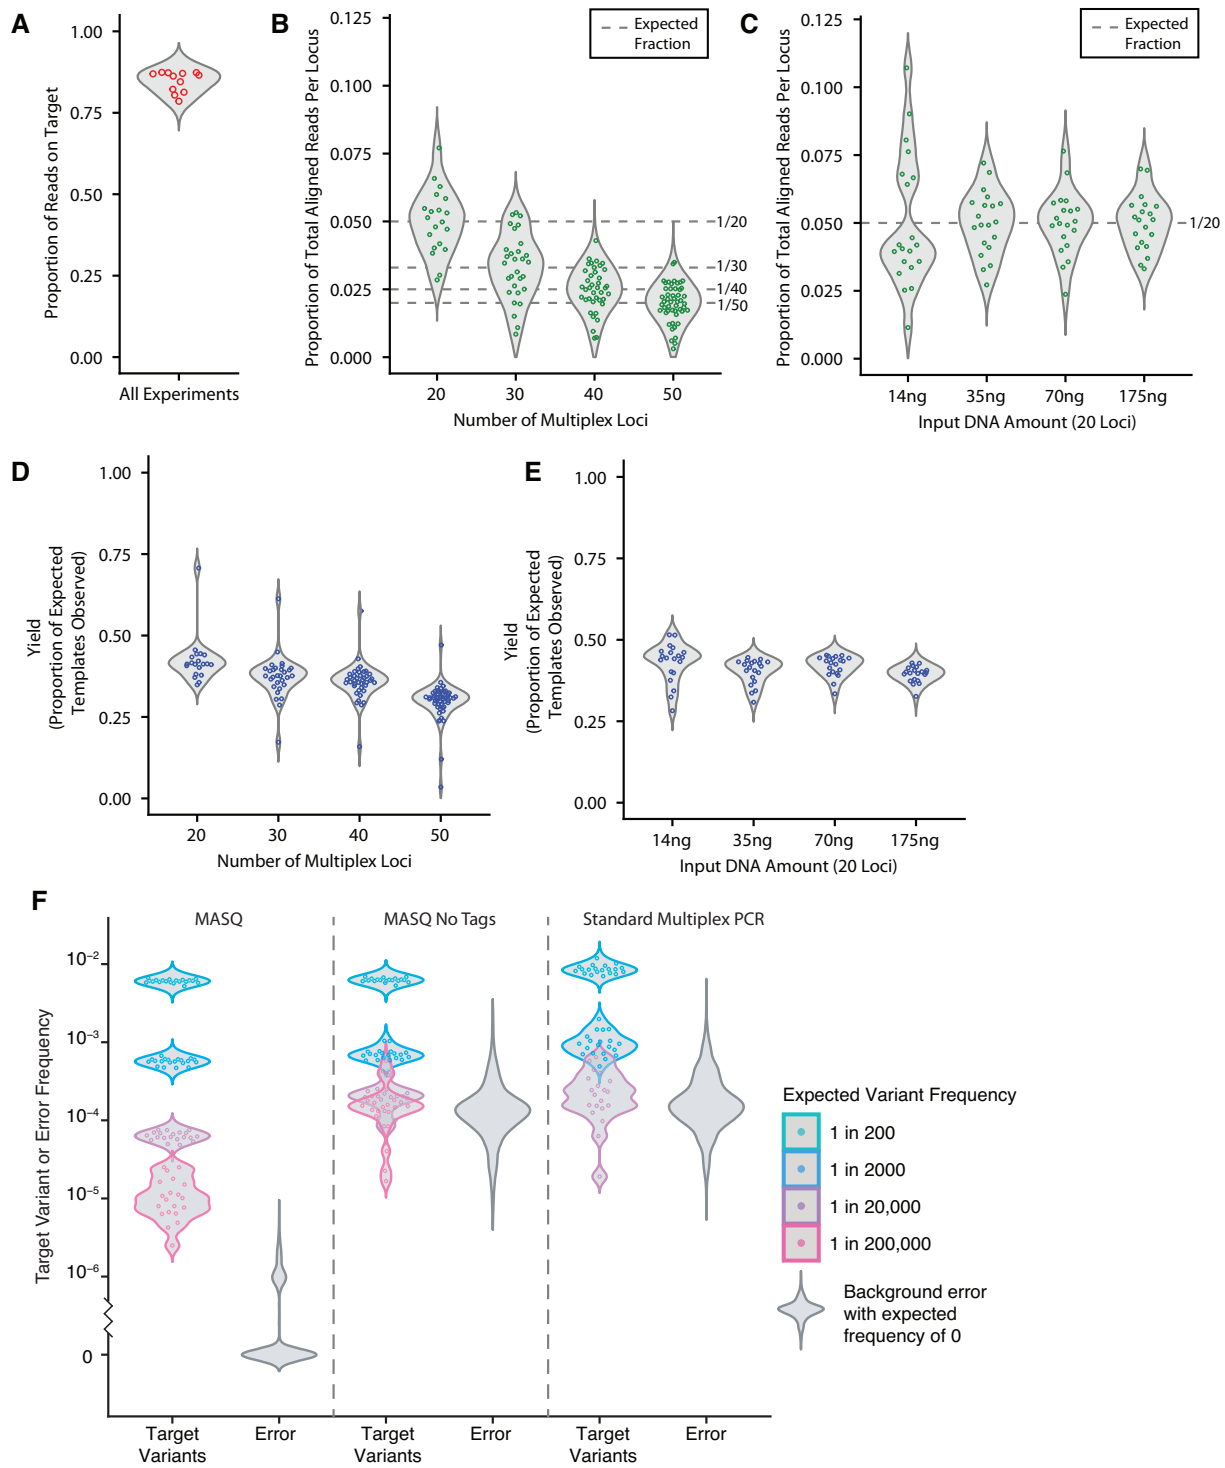 A
1.00
0.75
0.50
0.25
0.00
Proportion of Reads on Target
All Experiments
B
0.125
0.100
0.075
0.050
0.025
0.000
Proportion of Total Aligned Reads Per Locus
Expected
Fraction
1/20
1/30
1/40
1/50
20
30
40
50
Number of Multiplex Loci
C
0.125
0.100
0.075
0.050
0.025
0.000
Proportion of Total Aligned Reads Per Locus
Expected
Fraction
1/20
14ng
35ng
70ng
175ng
Input DNA Amount (20 Loci)
D
1.00
0.75
0.50
0.25
0.00
Yield
(Proportion of Expected
Templates Observed)
20
30
40
50
Number of Multiplex Loci
E
1.00
0.75
0.50
0.25
0.00
Yield
(Proportion of Expected
Templates Observed)
14ng
35ng
70ng
175ng
Input DNA Amount (20 Loci)
F
MASQ
MASQ No Tags
Standard Multiplex PCR
10⁻²
10⁻³
10⁻⁴
10⁻⁵
10⁻⁶
0
Target Variant or Error Frequency
Target
Variants
Error
Target
Variants
Error
Target
Variants
Error
Expected Variant Frequency
1 in 200
1 in 2000
1 in 20,000
1 in 200,000
Background error
with expected
frequency of 0